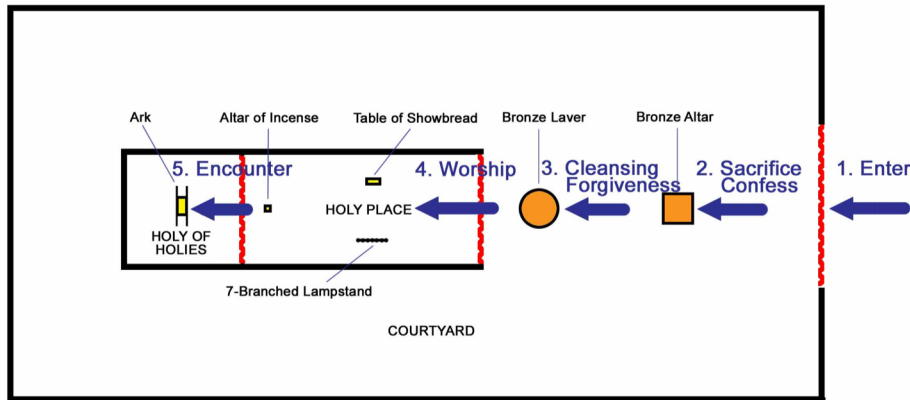 Ark
Altar of Incense
Table of Showbread
Bronze Laver
Bronze Altar
5. Encounter
4. Worship
3. Cleansing
Forgiveness
2. Sacrifice
Confess
1. Enter
HOLY PLACE
HOLY OF
HOLIES
7-Branched Lampstand
COURTYARD